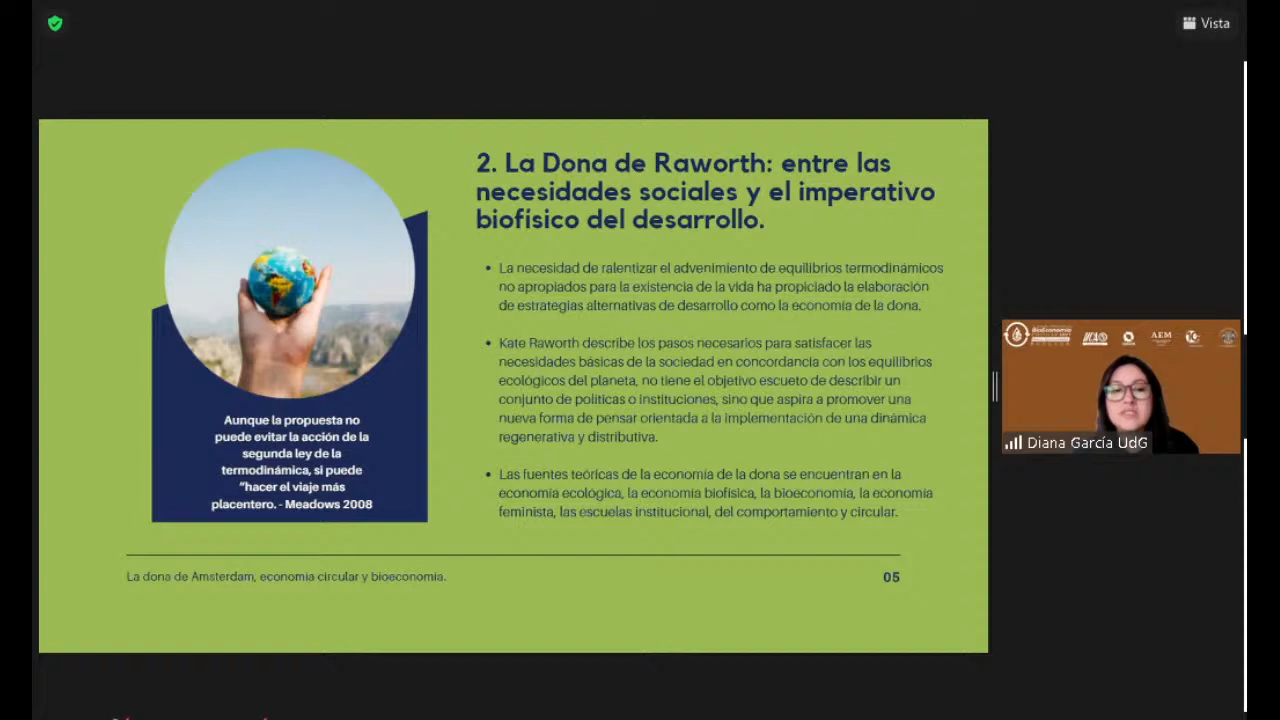 Vista
2. La Dona de Raworth: entre las
necesidades sociales y el imperativo
biofísico del desarrollo.
• La necesidad de ralentizar el advenimiento de equilibrios termodinámicos
no apropiados para la existencia de la vida ha propiciado la elaboración
de estrategias alternativas de desarrollo como la economía de la dona.
• Kate Raworth describe los pasos necesarios para satisfacer las
necesidades básicas de la sociedad en concordancia con los equilibrios
ecológicos del planeta, no tiene el objetivo escueto de describir un
conjunto de políticas o instituciones, sino que aspira a promover una
nueva forma de pensar orientada a la implementación de una dinámica
regenerativa y distributiva.
• Las fuentes teóricas de la economía de la dona se encuentran en la
economía ecológica, la economía biofísica, la bioeconomía, la economía
feminista, las escuelas institucional, del comportamiento y circular.
Aunque la propuesta no
puede evitar la acción de la
segunda ley de la
termodinámica, si puede
"hacer el viaje más
placentero. - Meadows 2008
La dona de Amsterdam, economía circular y bioeconomía.
05
BioEconomía
AEM
Diana García UdG